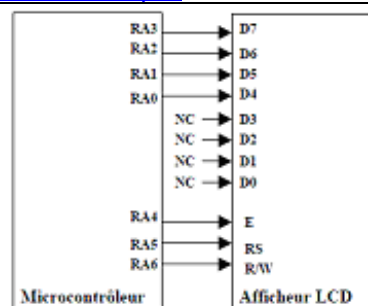 RA3 D7
RA2 D6
RA1 D5
RA0 D4
NC D3
NC D2
NC D1
NC D0
RA4 E
RA5 RS
RA6 R/W
Microcontrôleur Afficheur LCD